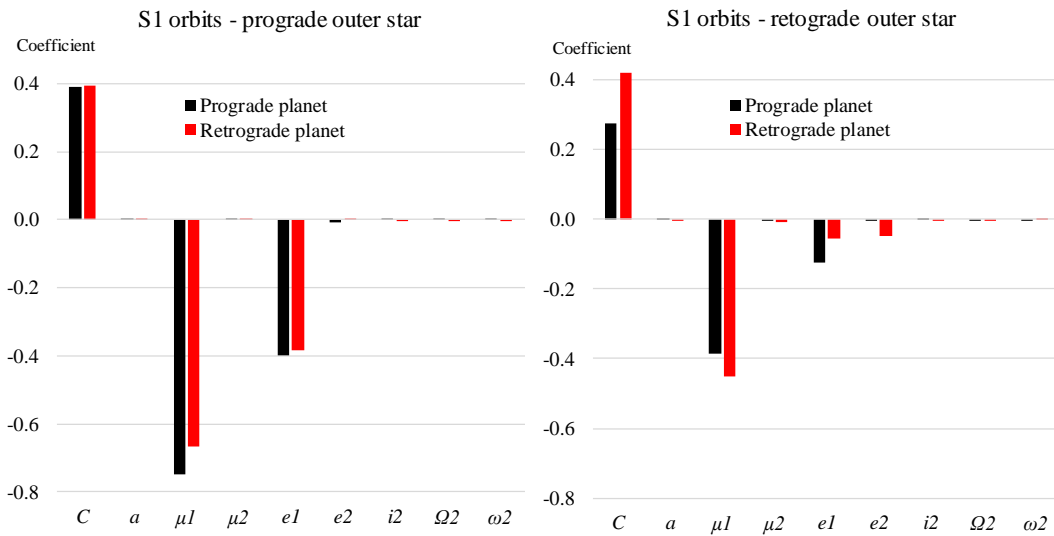 S1 orbits - prograde outer star
Coefficient
0.4
0.2
0.0
-0.2
-0.4
-0.6
-0.8
Prograde planet
Retrograde planet
C a μ1 μ2 e1 e2 i2 Ω2 ω2
S1 orbits - retograde outer star
Coefficient
0.4
0.2
0.0
-0.2
-0.4
-0.6
-0.8
Prograde planet
Retrograde planet
C a μ1 μ2 e1 e2 i2 Ω2 ω2